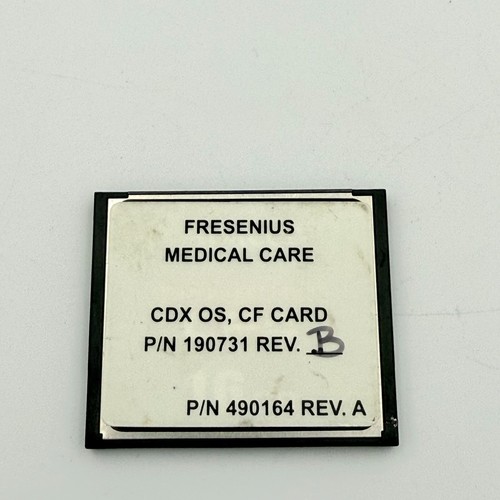 FRESENIUS
MEDICAL CARE
CDX OS, CF CARD
P/N 190731 REV. B
P/N 490164 REV. A